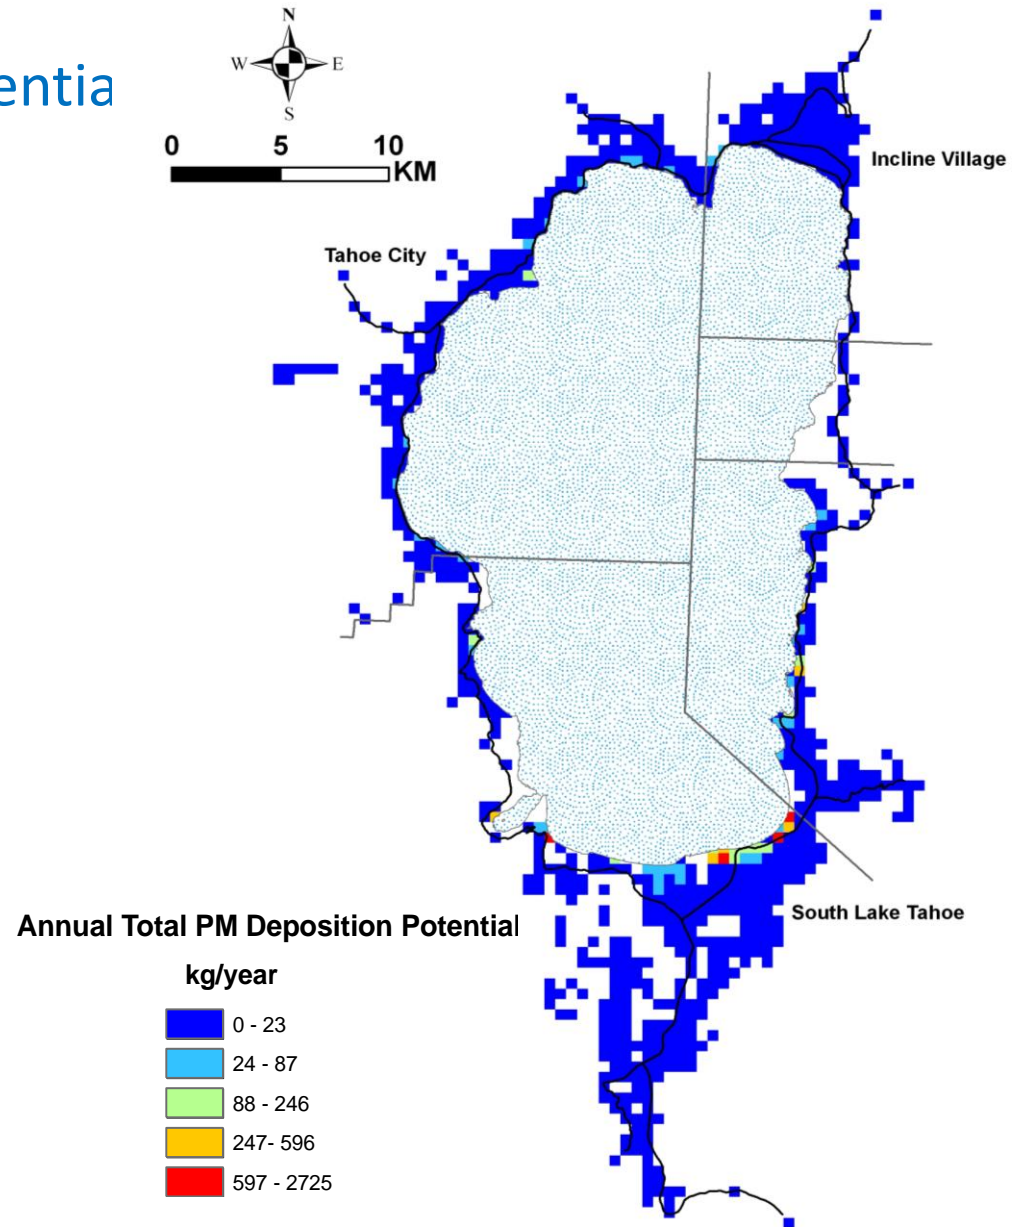 entia
N
W E
S
0 5 10
KM
Incline Village
Tahoe City
South Lake Tahoe
Annual Total PM Deposition Potential
kg/year
0 - 23
24 - 87
88 - 246
247- 596
597 - 2725